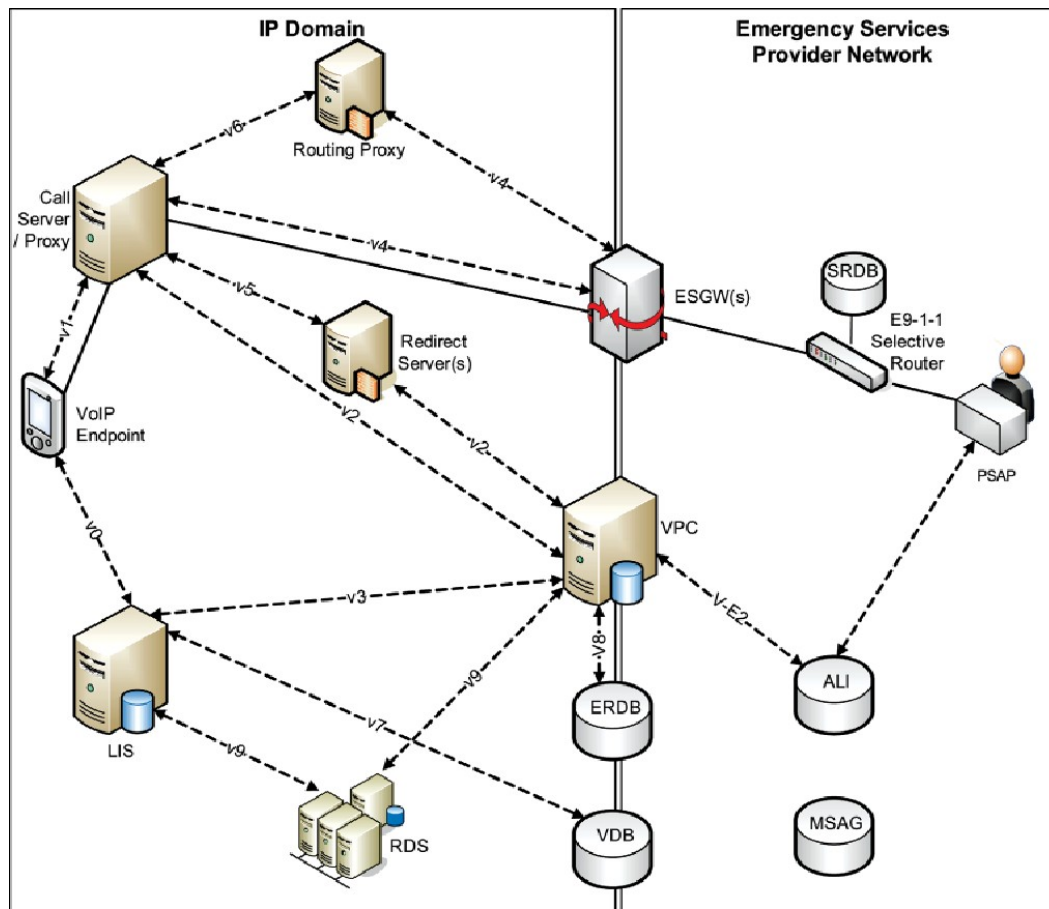 IP Domain
Emergency Services
Provider Network
v6
Routing Proxy
v4
Call
Server
/ Proxy
v4
ESGW(s)
SRDB
E9-1-1
Selective
Router
v5
v1
Redirect
Server(s)
VoIP
Endpoint
v2
v2
PSAP
VPC
v0
v3
V-E2
v8
v9
ALI
ERDB
LIS
v7
v9
RDS
VDB
MSAG